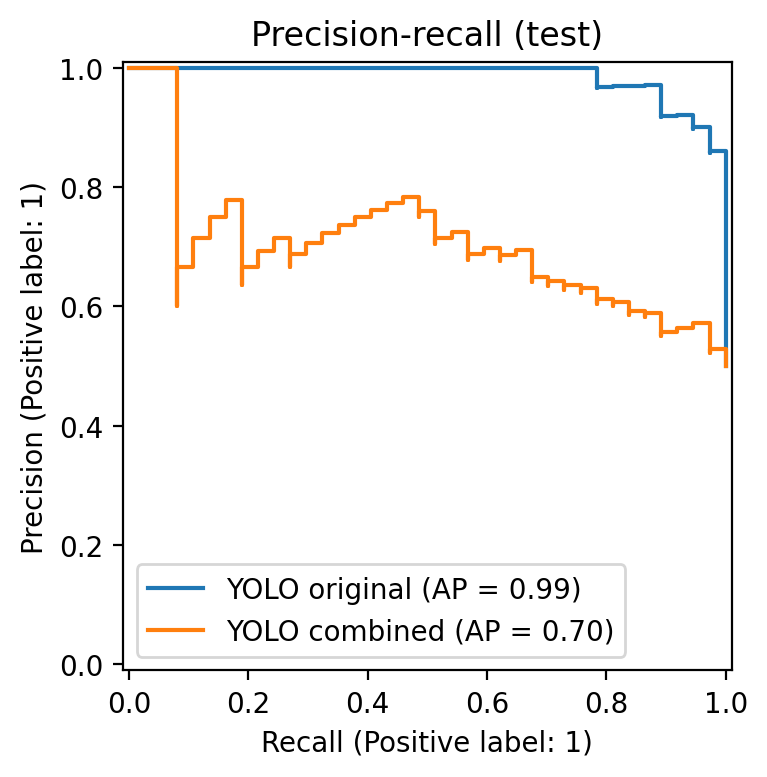 Precision-recall (test)
1.0
0.8
0.6
0.4
0.2
0.0
Precision (Positive label: 1)
YOLO original (AP = 0.99)
YOLO combined (AP = 0.70)
0.0 0.2 0.4 0.6 0.8 1.0
Recall (Positive label: 1)